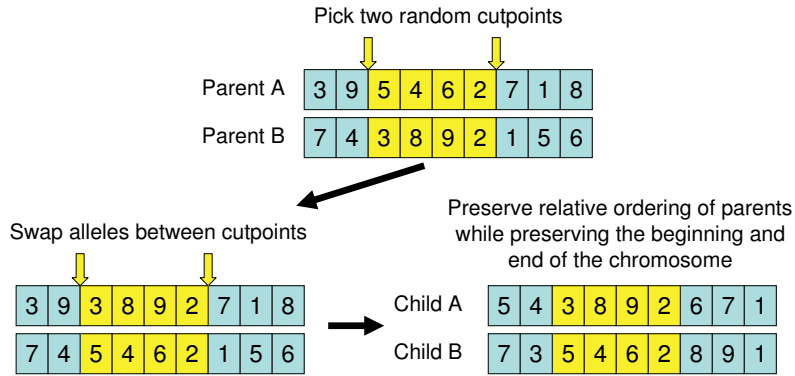 Pick two random cutpoints
Parent A 3 9 5 4 6 2 7 1 8
Parent B 7 4 3 8 9 2 1 5 6
Swap alleles between cutpoints
3 9 3 8 9 2 7 1 8
7 4 5 4 6 2 1 5 6
Preserve relative ordering of parents
while preserving the beginning and
end of the chromosome
Child A 5 4 3 8 9 2 6 7 1
Child B 7 3 5 4 6 2 8 9 1